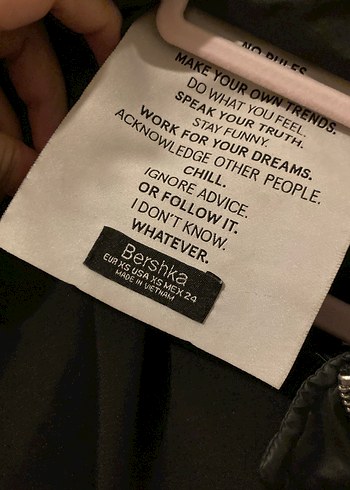 NO RULES.
MAKE YOUR OWN TRENDS.
DO WHAT YOU FEEL.
SPEAK YOUR TRUTH.
STAY FUNNY.
WORK FOR YOUR DREAMS.
ACKNOWLEDGE OTHER PEOPLE.
CHILL.
IGNORE ADVICE.
OR FOLLOW IT.
I DON'T KNOW.
WHATEVER.
Bershka
EUR XS USA XS MEX 24
MADE IN VIETNAM